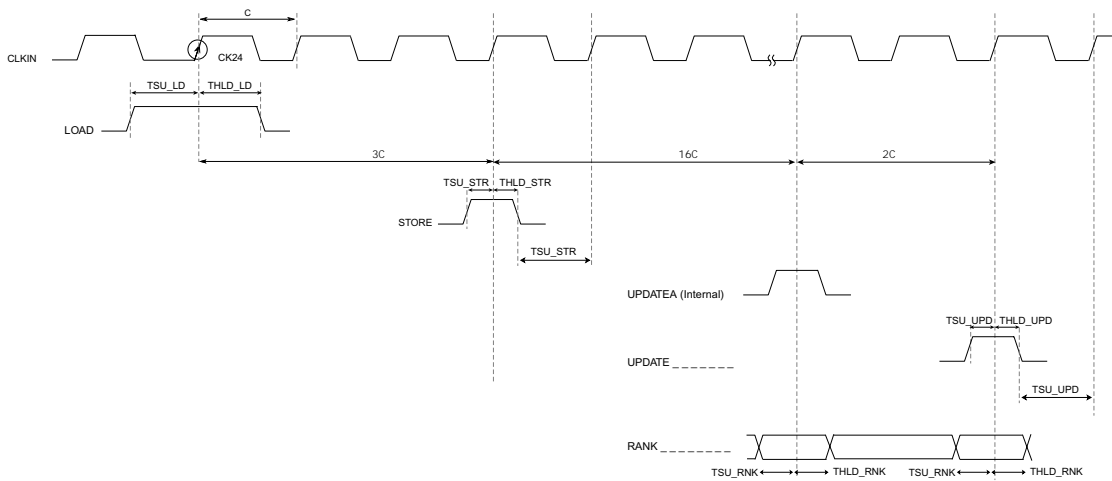 C
CLKIN
CK24
TSU_LD
THLD_LD
LOAD
3C
16C
2C
TSU_STR
THLD_STR
STORE
TSU_STR
UPDATEA (Internal)
TSU_UPD
THLD_UPD
UPDATE
TSU_UPD
RANK
TSU_RNK
THLD_RNK
TSU_RNK
THLD_RNK